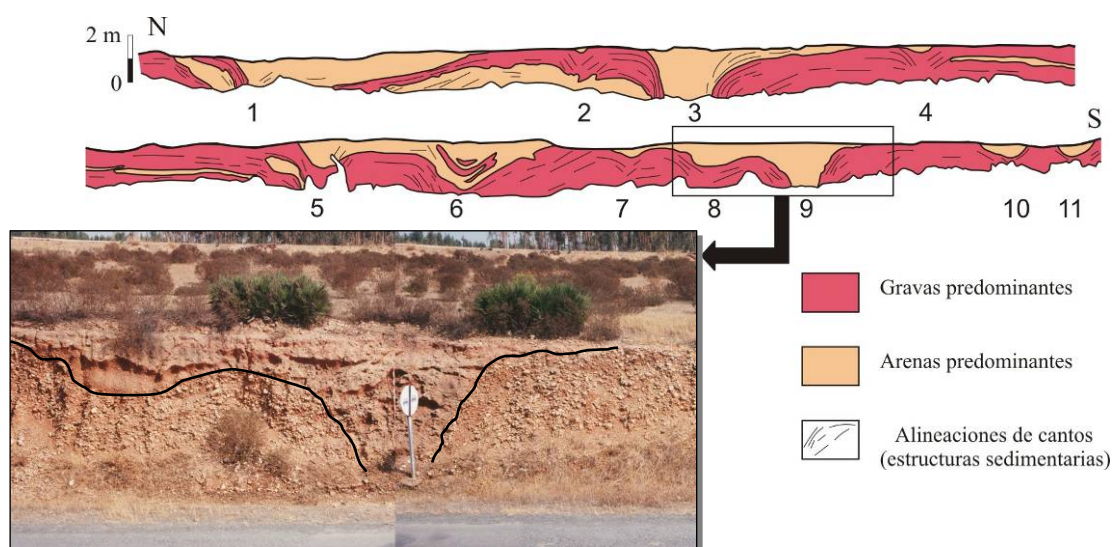 N
2 m
0
1 2 3 4
S
5 6 7 8 9 10 11
Gravas predominantes
Arenas predominantes
Alineaciones de cantos
(estructuras sedimentarias)